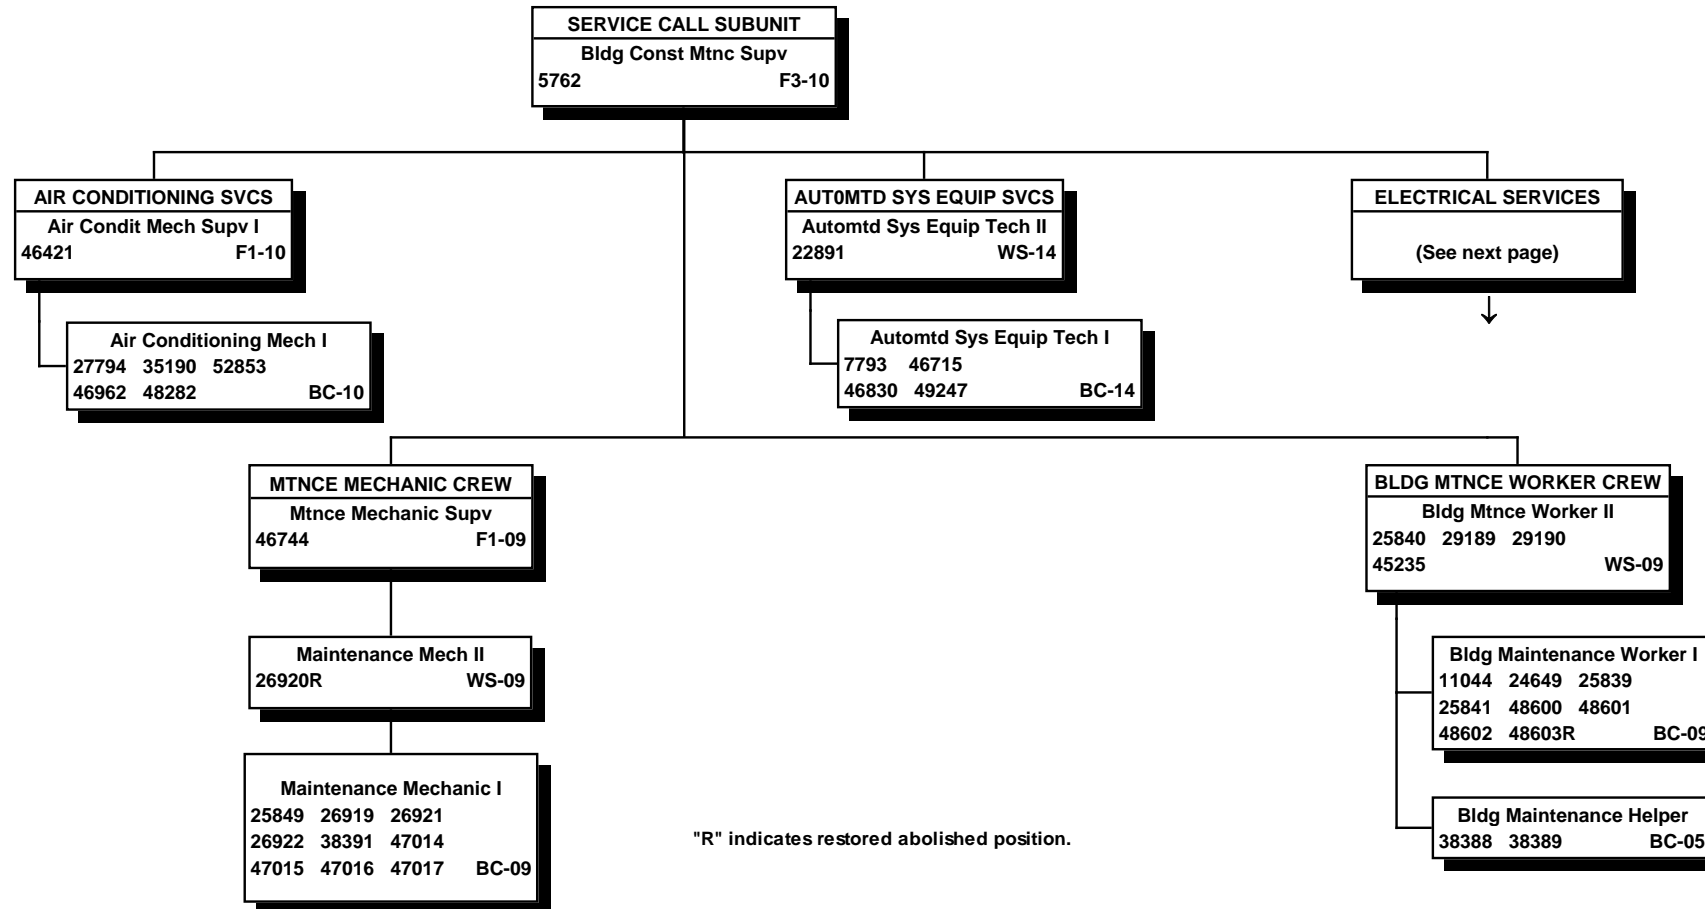 SERVICE CALL SUBUNIT
Bldg Const Mtnc Supv
5762 F3-10
AIR CONDITIONING SVCS
Air Condit Mech Supv I
46421 F1-10
Air Conditioning Mech I
27794 35190 52853
46962 48282 BC-10
AUT0MTD SYS EQUIP SVCS
Automtd Sys Equip Tech II
22891 WS-14
Automtd Sys Equip Tech I
7793 46715
46830 49247 BC-14
ELECTRICAL SERVICES
(See next page)
MTNCE MECHANIC CREW
Mtnce Mechanic Supv
46744 F1-09
Maintenance Mech II
26920R WS-09
Maintenance Mechanic I
25849 26919 26921
26922 38391 47014
47015 47016 47017 BC-09
BLDG MTNCE WORKER CREW
Bldg Mtnce Worker II
25840 29189 29190
45235 WS-09
Bldg Maintenance Worker I
11044 24649 25839
25841 48600 48601
48602 48603R BC-09
Bldg Maintenance Helper
38388 38389 BC-05
"R" indicates restored abolished position.